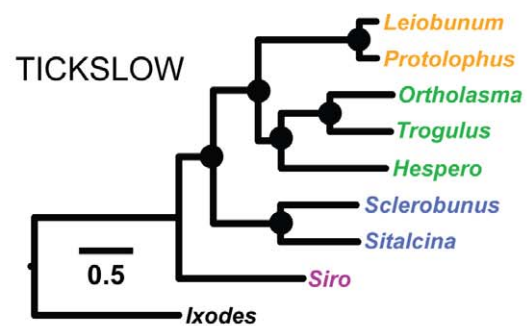 Leiobunum
TICKSLOW
Protolophus
Ortholasma
Trogulus
Hespero
Sclerobunus
Sitalcina
0.5
Siro
Ixodes